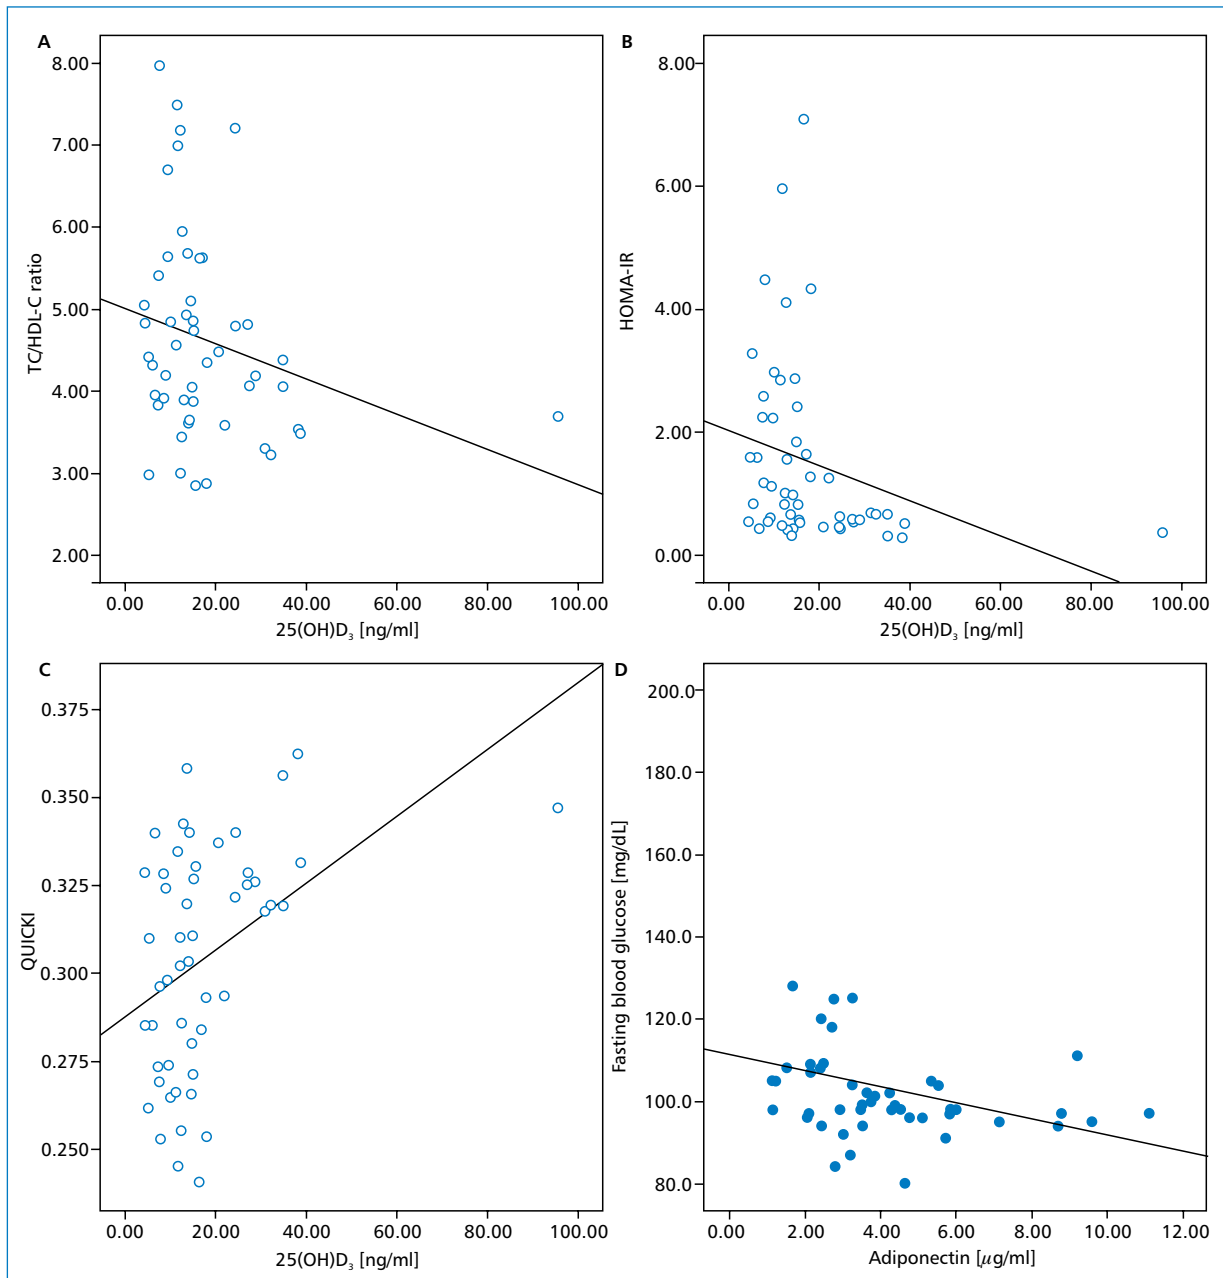 A
8.00
7.00
6.00
5.00
4.00
3.00
2.00
TC/HDL-C ratio
0.00 20.00 40.00 60.00 80.00 100.00
25(OH)D₃ [ng/ml]
B
8.00
6.00
4.00
2.00
0.00
HOMA-IR
0.00 20.00 40.00 60.00 80.00 100.00
25(OH)D₃ [ng/ml]
C
0.375
0.350
0.325
0.300
0.275
0.250
QUICKI
0.00 20.00 40.00 60.00 80.00 100.00
25(OH)D₃ [ng/ml]
D
200.0
180.0
160.0
140.0
120.0
100.0
80.0
Fasting blood glucose [mg/dL]
0.00 2.00 4.00 6.00 8.00 10.00 12.00
Adiponectin [μg/ml]